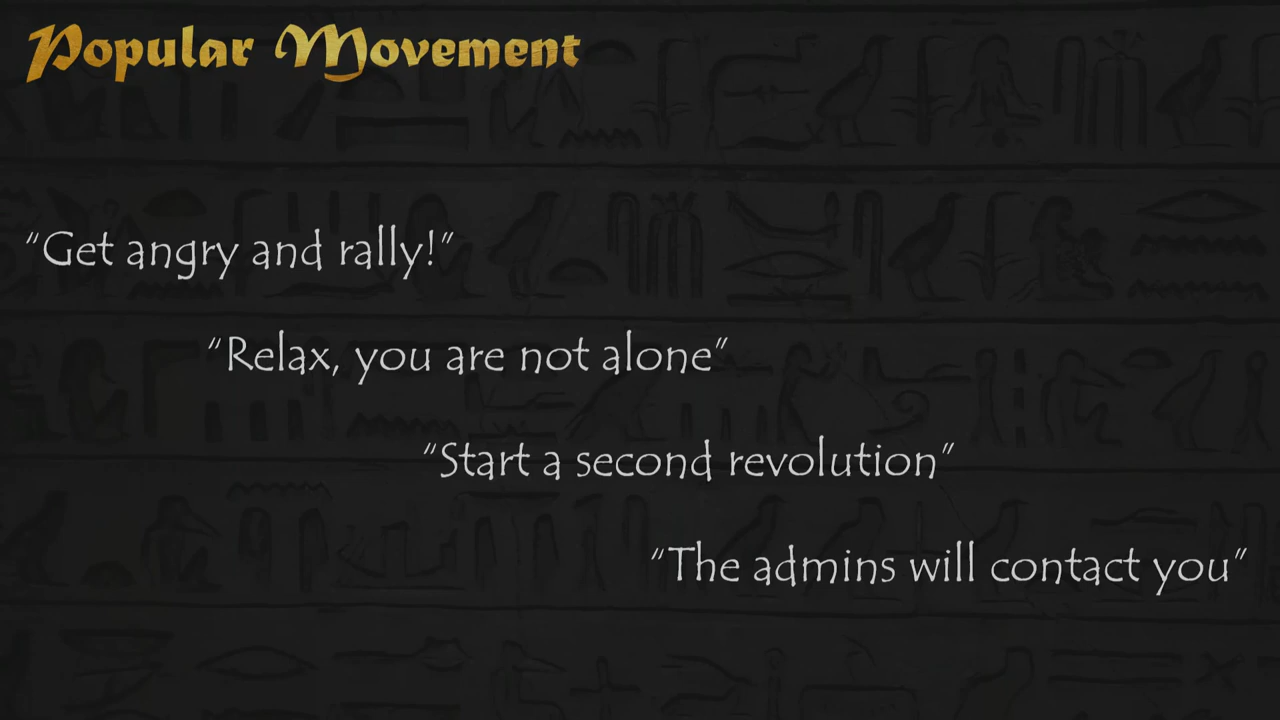 Popular Movement
“Get angry and rally!”
“Relax, you are not alone”
“Start a second revolution”
“The admins will contact you”